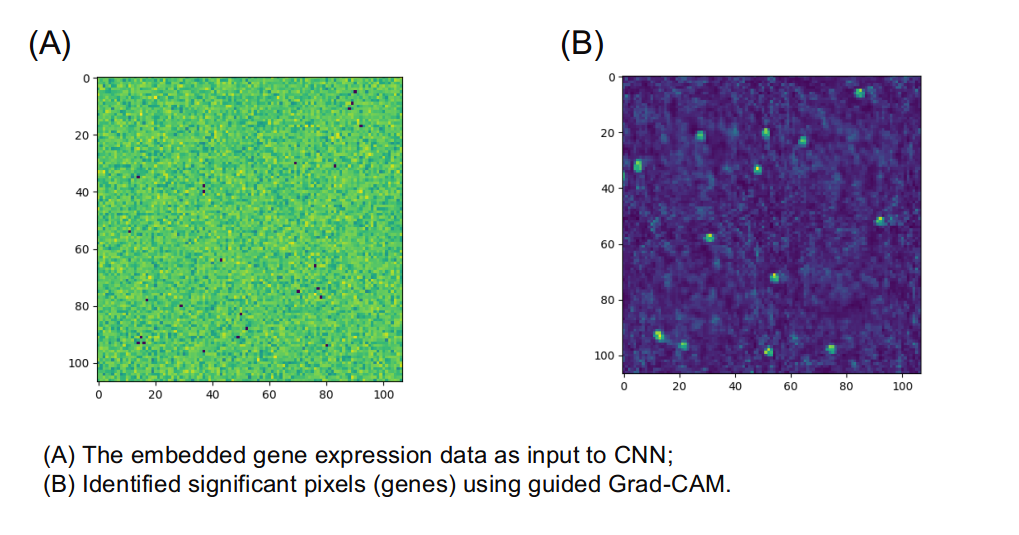 (A)
(B)
0
20
40
60
80
100
0 20 40 60 80 100
0
20
40
60
80
100
0 20 40 60 80 100
(A) The embedded gene expression data as input to CNN;
(B) Identified significant pixels (genes) using guided Grad-CAM.